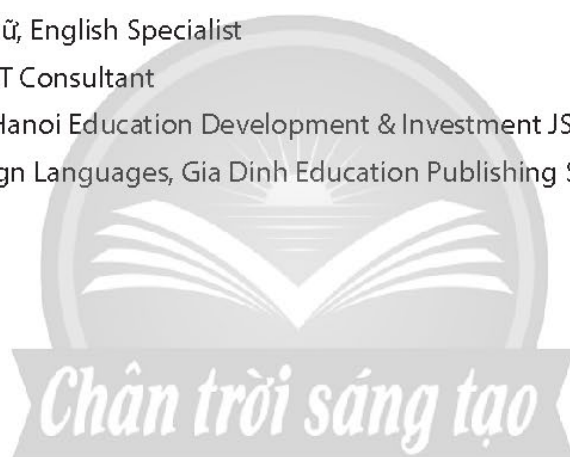 ữ, English Specialist
T Consultant
Hanoi Education Development & Investment JS
gn Languages, Gia Dinh Education Publishing S
Chân trời sáng tạo